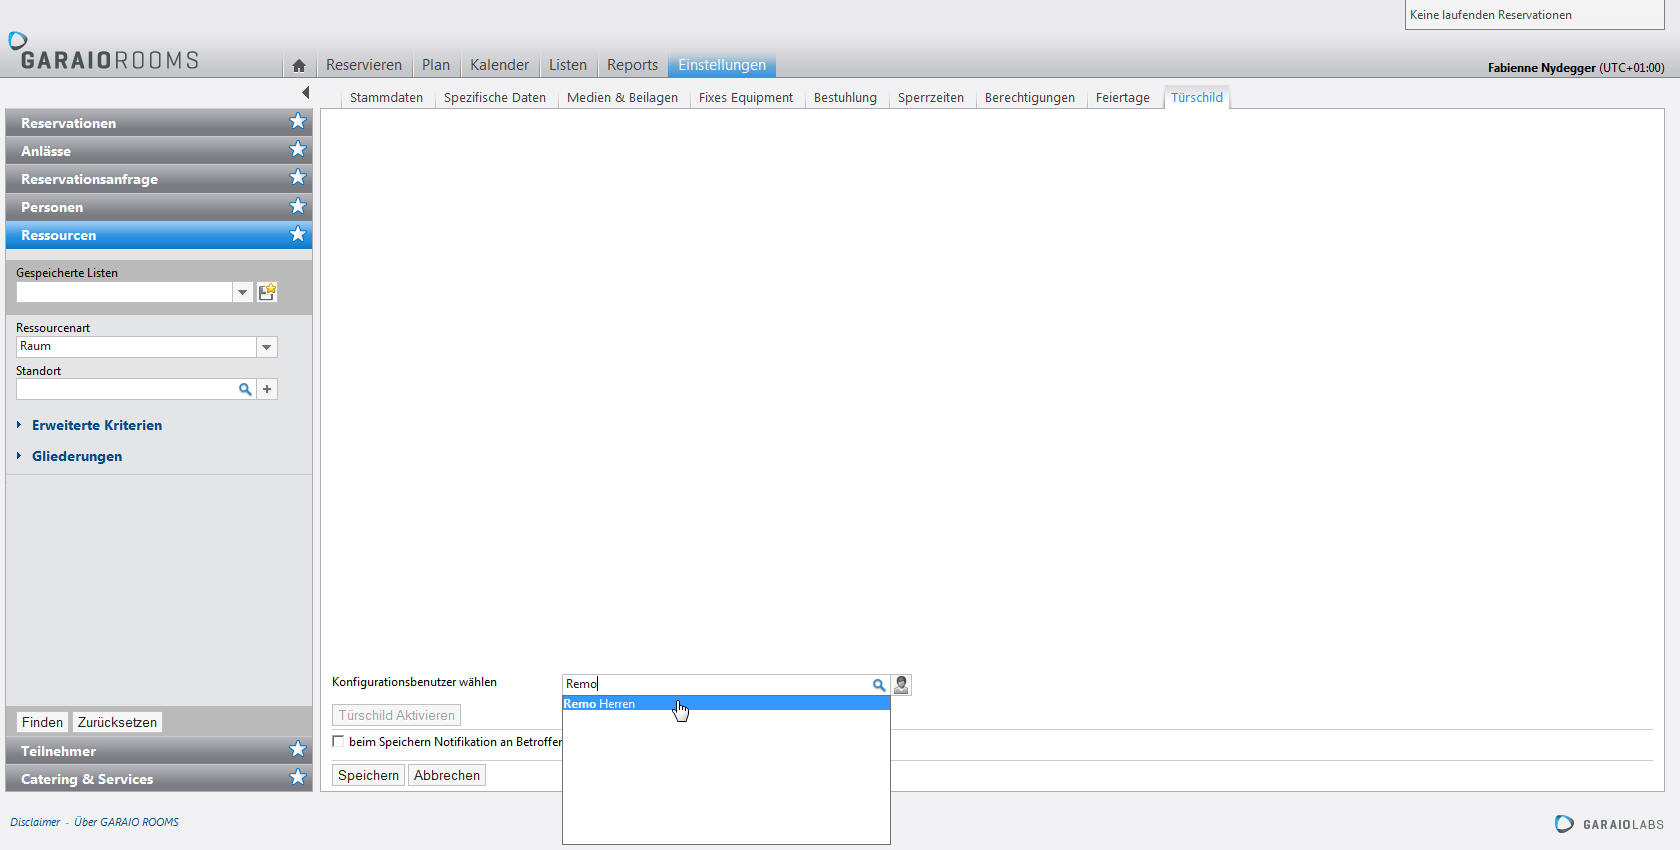 Keine laufenden Reservationen
GARAIOROOMS
Reservieren Plan Kalender Listen Reports Einstellungen
Fabienne Nydegger (UTC+01:00)
Stammdaten Spezifische Daten Medien & Beilagen Fixes Equipment Bestuhlung Sperrzeiten Berechtigungen Feiertage Türschild
Reservationen
Anlässe
Reservationsanfrage
Personen
Ressourcen
Gespeicherte Listen
Ressourcenart
Raum
Standort
Erweiterte Kriterien
Gliederungen
Finden Zurücksetzen
Teilnehmer
Catering & Services
Konfigurationsbenutzer wählen Remo
Remo Herren
Türschild Aktivieren
beim Speichern Notifikation an Betroffer
Speichern Abbrechen
Disclaimer - Über GARAIO ROOMS
GARAIOLABS